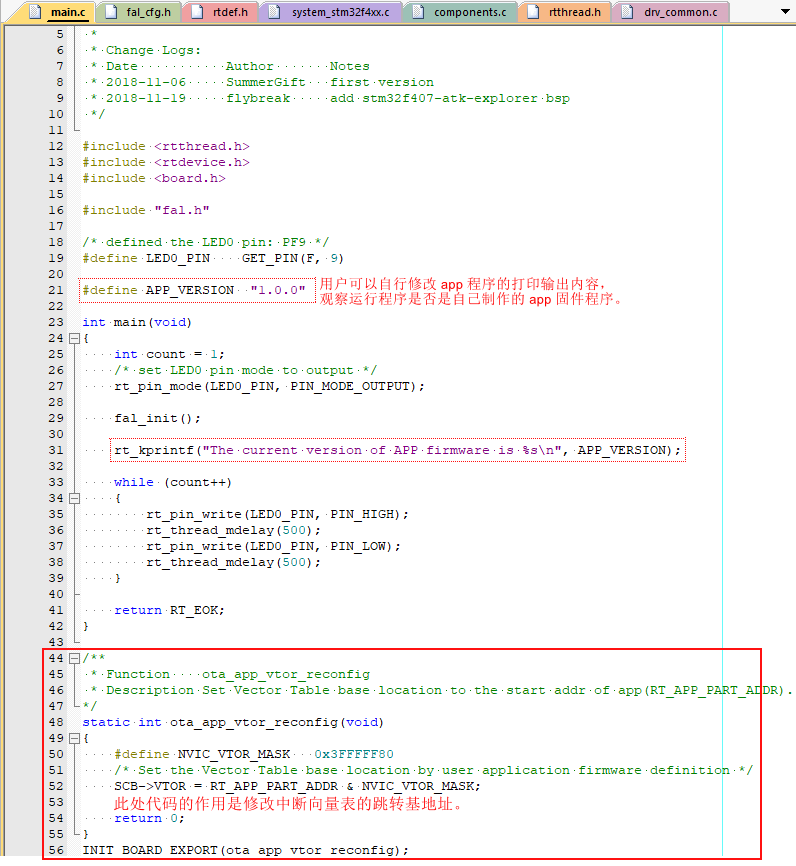 main.c fal_cfg.h rtdef.h system_stm32f4xx.c components.c rtthread.h drv_common.c
5 *
6 * Change Logs:
7 * Date Author Notes
8 * 2018-11-06 SummerGift first version
9 * 2018-11-19 flybreak add stm32f407-atk-explorer bsp
10 */
11
12 #include <rtthread.h>
13 #include <rtdevice.h>
14 #include <board.h>
15
16 #include "fal.h"
17
18 /* defined the LED0 pin: PF9 */
19 #define LED0_PIN GET_PIN(F, 9)
20
21 #define APP_VERSION "1.0.0"
用户可以自行修改 app 程序的打印输出内容，
观察运行程序是否是自己制作的 app 固件程序。
22
23 int main(void)
24 {
25 int count = 1;
26 /* set LED0 pin mode to output */
27 rt_pin_mode(LED0_PIN, PIN_MODE_OUTPUT);
28
29 fal_init();
30
31 rt_kprintf("The current version of APP firmware is %s\n", APP_VERSION);
32
33 while (count++)
34 {
35 rt_pin_write(LED0_PIN, PIN_HIGH);
36 rt_thread_mdelay(500);
37 rt_pin_write(LED0_PIN, PIN_LOW);
38 rt_thread_mdelay(500);
39 }
40
41 return RT_EOK;
42 }
43
44 /**
45 * Function ota_app_vtor_reconfig
46 * Description Set Vector Table base location to the start addr of app(RT_APP_PART_ADDR).
47 */
48 static int ota_app_vtor_reconfig(void)
49 {
50 #define NVIC_VTOR_MASK 0x3FFFFF80
51 /* Set the Vector Table base location by user application firmware definition */
52 SCB->VTOR = RT_APP_PART_ADDR & NVIC_VTOR_MASK;
53 此处代码的作用是修改中断向量表的跳转基地址。
54 return 0;
55 }
56 INIT_BOARD_EXPORT(ota_app_vtor_reconfig);